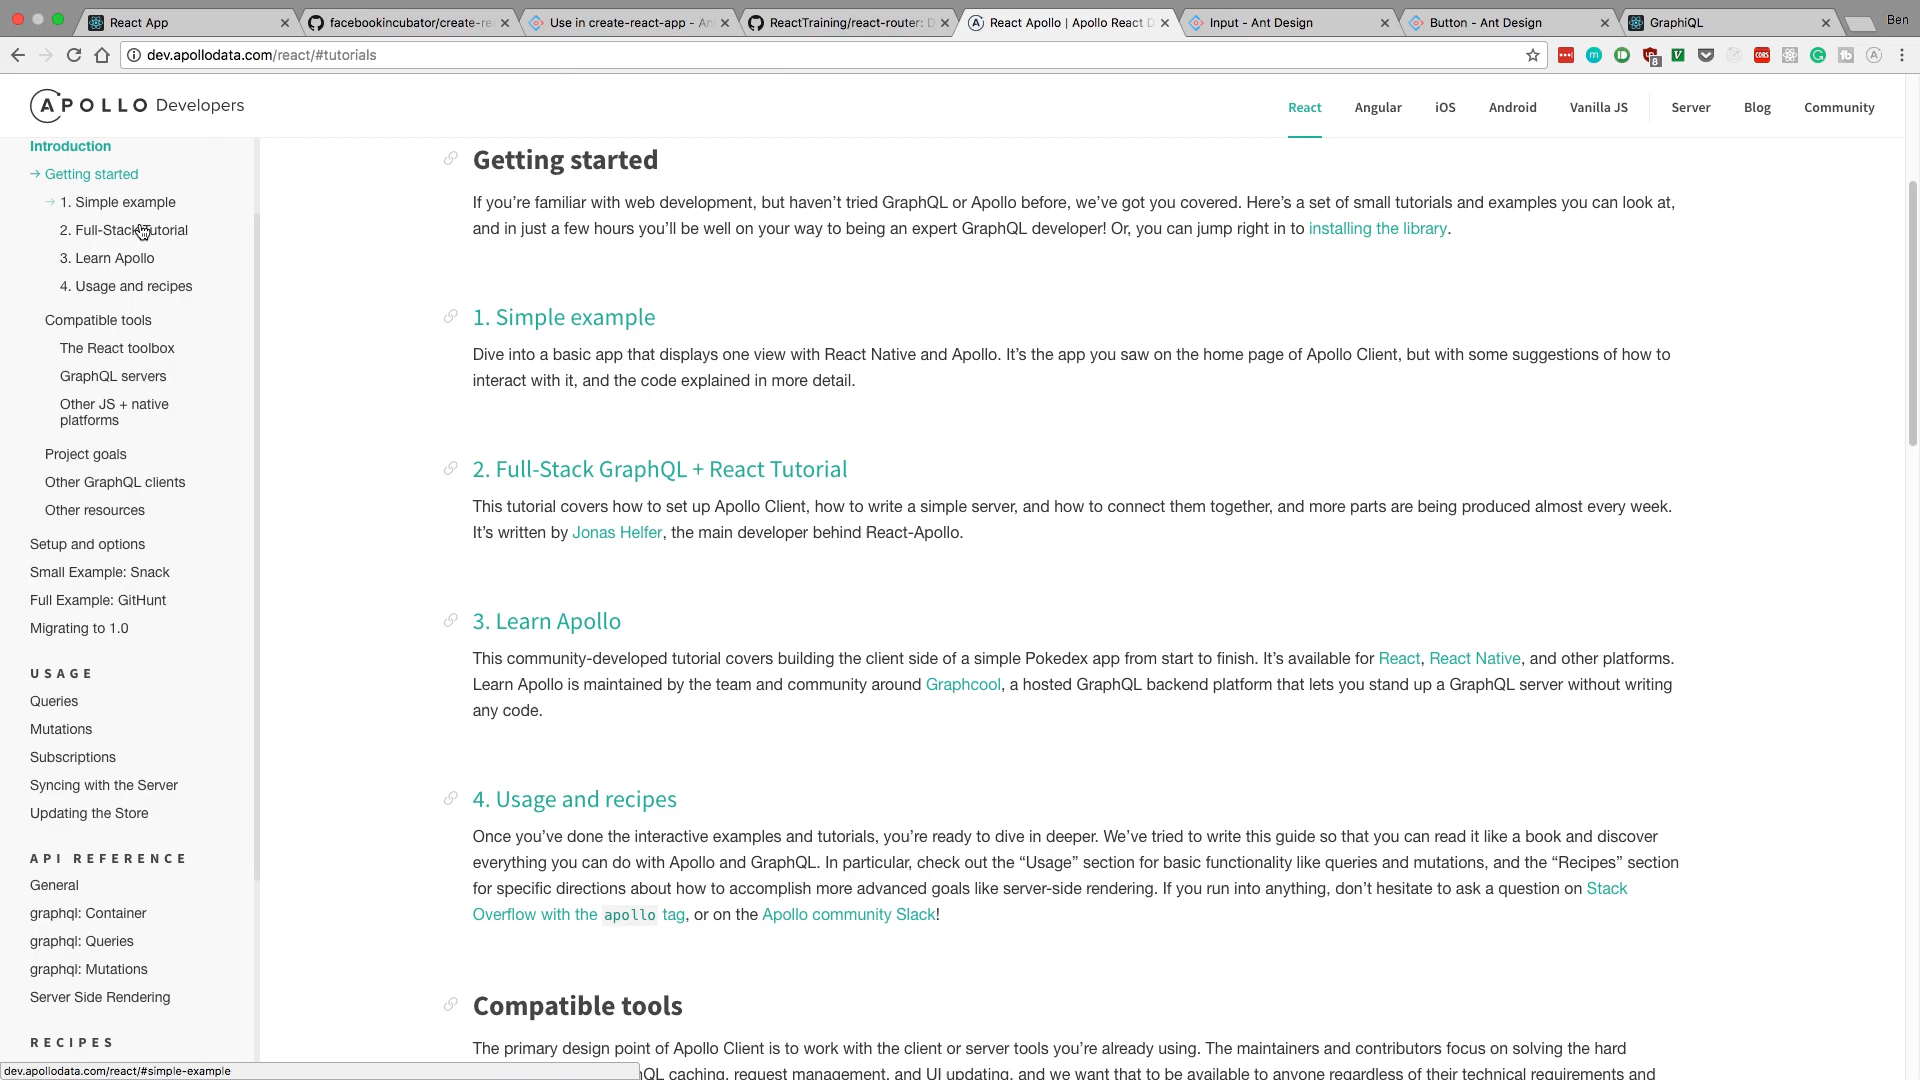 React App
facebookincubator/create-re
Use in create-react-app - An
ReactTraining/react-router: D
React Apollo | Apollo React D
Input - Ant Design
Button - Ant Design
GraphiQL
Ben
dev.apollodata.com/react/#tutorials
8
CORS
APOLLO Developers
React
Angular
iOS
Android
Vanilla JS
Server
Blog
Community
Introduction
→ Getting started
→ 1. Simple example
2. Full-Stack Tutorial
3. Learn Apollo
4. Usage and recipes
Compatible tools
The React toolbox
GraphQL servers
Other JS + native
platforms
Project goals
Other GraphQL clients
Other resources
Setup and options
Small Example: Snack
Full Example: GitHunt
Migrating to 1.0
USAGE
Queries
Mutations
Subscriptions
Syncing with the Server
Updating the Store
API REFERENCE
General
graphql: Container
graphql: Queries
graphql: Mutations
Server Side Rendering
RECIPES
dev.apollodata.com/react/#simple-example
Getting started
If you’re familiar with web development, but haven’t tried GraphQL or Apollo before, we’ve got you covered. Here’s a set of small tutorials and examples you can look at,
and in just a few hours you’ll be well on your way to being an expert GraphQL developer! Or, you can jump right in to installing the library.
1. Simple example
Dive into a basic app that displays one view with React Native and Apollo. It’s the app you saw on the home page of Apollo Client, but with some suggestions of how to
interact with it, and the code explained in more detail.
2. Full-Stack GraphQL + React Tutorial
This tutorial covers how to set up Apollo Client, how to write a simple server, and how to connect them together, and more parts are being produced almost every week.
It’s written by Jonas Helfer, the main developer behind React-Apollo.
3. Learn Apollo
This community-developed tutorial covers building the client side of a simple Pokedex app from start to finish. It’s available for React, React Native, and other platforms.
Learn Apollo is maintained by the team and community around Graphcool, a hosted GraphQL backend platform that lets you stand up a GraphQL server without writing
any code.
4. Usage and recipes
Once you’ve done the interactive examples and tutorials, you’re ready to dive in deeper. We’ve tried to write this guide so that you can read it like a book and discover
everything you can do with Apollo and GraphQL. In particular, check out the “Usage” section for basic functionality like queries and mutations, and the “Recipes” section
for specific directions about how to accomplish more advanced goals like server-side rendering. If you run into anything, don’t hesitate to ask a question on Stack
Overflow with the apollo tag, or on the Apollo community Slack!
Compatible tools
The primary design point of Apollo Client is to work with the client or server tools you’re already using. The maintainers and contributors focus on solving the hard
QL caching, request management, and UI updating, and we want that to be available to anyone regardless of their technical requirements and